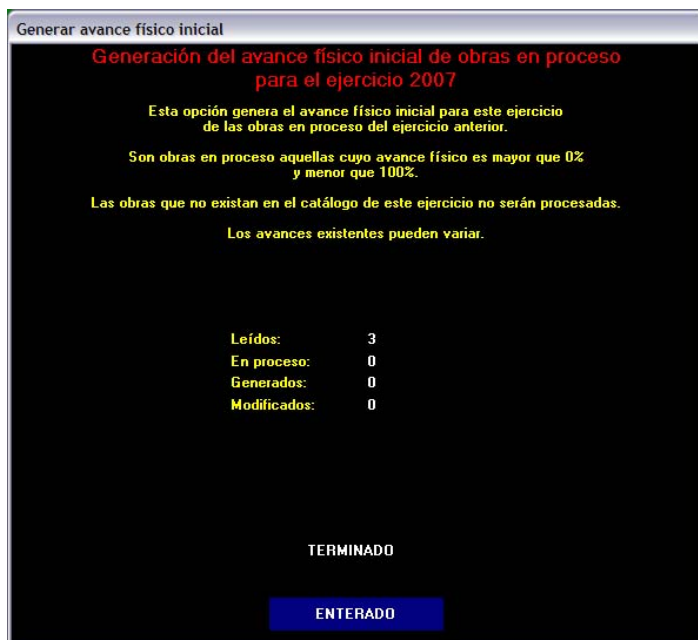 Generar avance físico inicial
Generación del avance físico inicial de obras en proceso
para el ejercicio 2007
Esta opción genera el avance físico inicial para este ejercicio
de las obras en proceso del ejercicio anterior.
Son obras en proceso aquellas cuyo avance físico es mayor que 0%
y menor que 100%.
Las obras que no existan en el catálogo de este ejercicio no serán procesadas.
Los avances existentes pueden variar.
Leídos: 3
En proceso: 0
Generados: 0
Modificados: 0
TERMINADO
ENTERADO